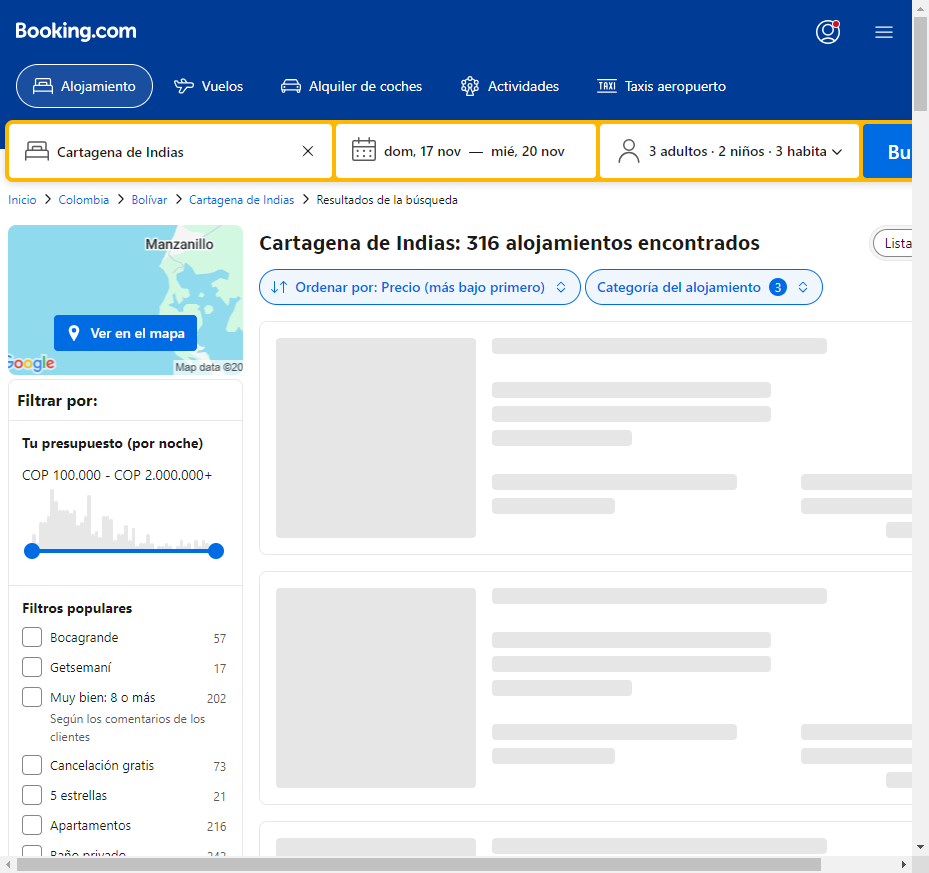 Booking.com
Alojamiento
Vuelos
Alquiler de coches
Actividades
TAXI Taxis aeropuerto
Cartagena de Indias
dom, 17 nov — mié, 20 nov
3 adultos · 2 niños · 3 habita
Bu
Inicio > Colombia > Bolívar > Cartagena de Indias > Resultados de la búsqueda
Manzanillo
Ver en el mapa
Google
Map data ©20
Cartagena de Indias: 316 alojamientos encontrados
Lista
Ordenar por: Precio (más bajo primero)
Categoría del alojamiento 3
Filtrar por:
Tu presupuesto (por noche)
COP 100.000 - COP 2.000.000+
Filtros populares
Bocagrande 57
Getsemaní 17
Muy bien: 8 o más 202
Según los comentarios de los
clientes
Cancelación gratis 73
5 estrellas 21
Apartamentos 216
Baño privado 242